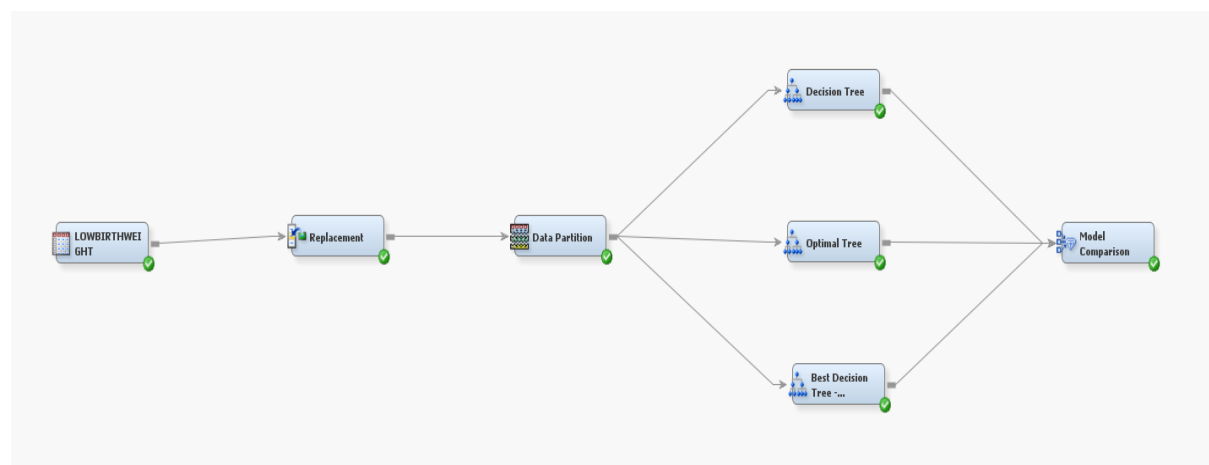 Decision Tree
LOWBIRTHWEI
GHT
Replacement
Data Partition
Optimal Tree
Model
Comparison
Best Decision
Tree -...